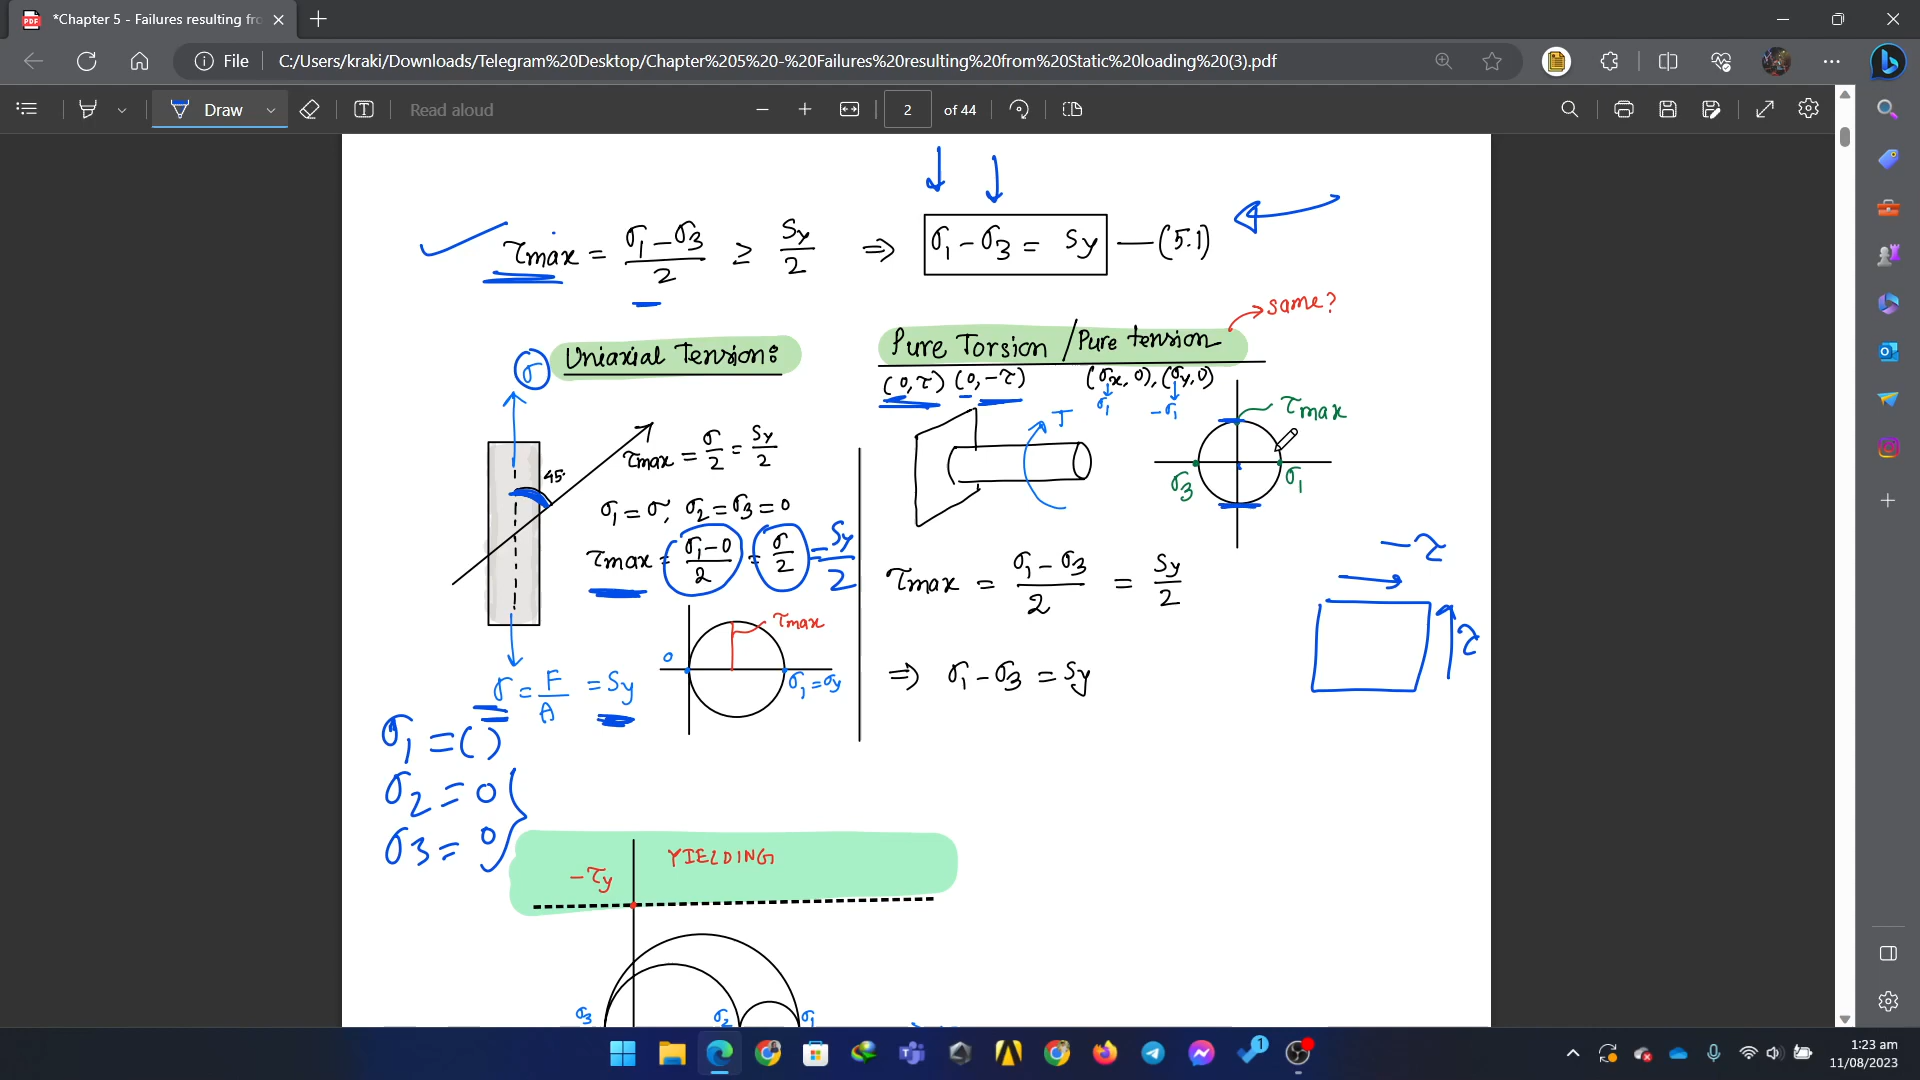 *Chapter 5 - Failures resulting fro
File
C:/Users/kraki/Downloads/Telegram%20Desktop/Chapter%205%20-%20Failures%20resulting%20from%20Static%20loading%20(3).pdf
Draw
Read aloud
2 of 44
τmax = (σ1 - σ3)/2 ≥ Sy/2 ⇒ σ1 - σ3 = Sy — (5.1)
same?
Uniaxial Tension:
Pure Torsion / Pure tension
σ
(0, τ) (0, -τ) (σx, 0), (σy, 0)
σ1 -σ1
τmax
T
τmax = σ/2 = Sy/2
45°
σ3 σ1
σ1 = σ, σ2 = σ3 = 0
τmax = (σ1 - 0)/2 = σ/2 = Sy/2
τmax = (σ1 - σ3)/2 = Sy/2
-τ
τ
τmax
0
σ1 = σy
σ = F/A = Sy
⇒ σ1 - σ3 = Sy
σ1 = ( )
σ2 = 0
σ3 = 0
YIELDING
-τy
σ3 σ2 σ1
1
1:23 am
11/08/2023